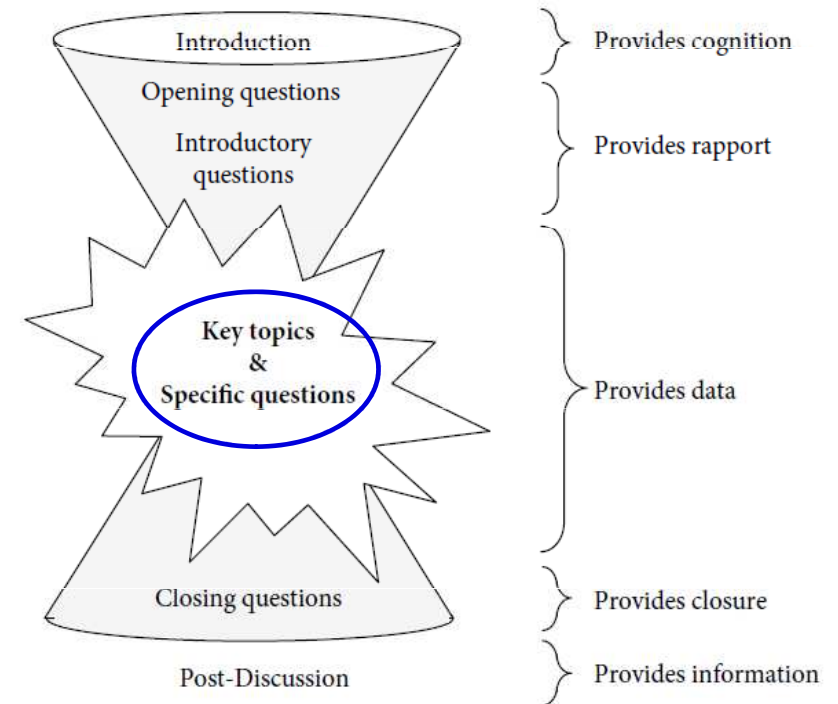 Introduction
Provides cognition
Opening questions
Introductory
questions
Provides rapport
Key topics
&
Specific questions
Provides data
Closing questions
Provides closure
Post-Discussion
Provides information